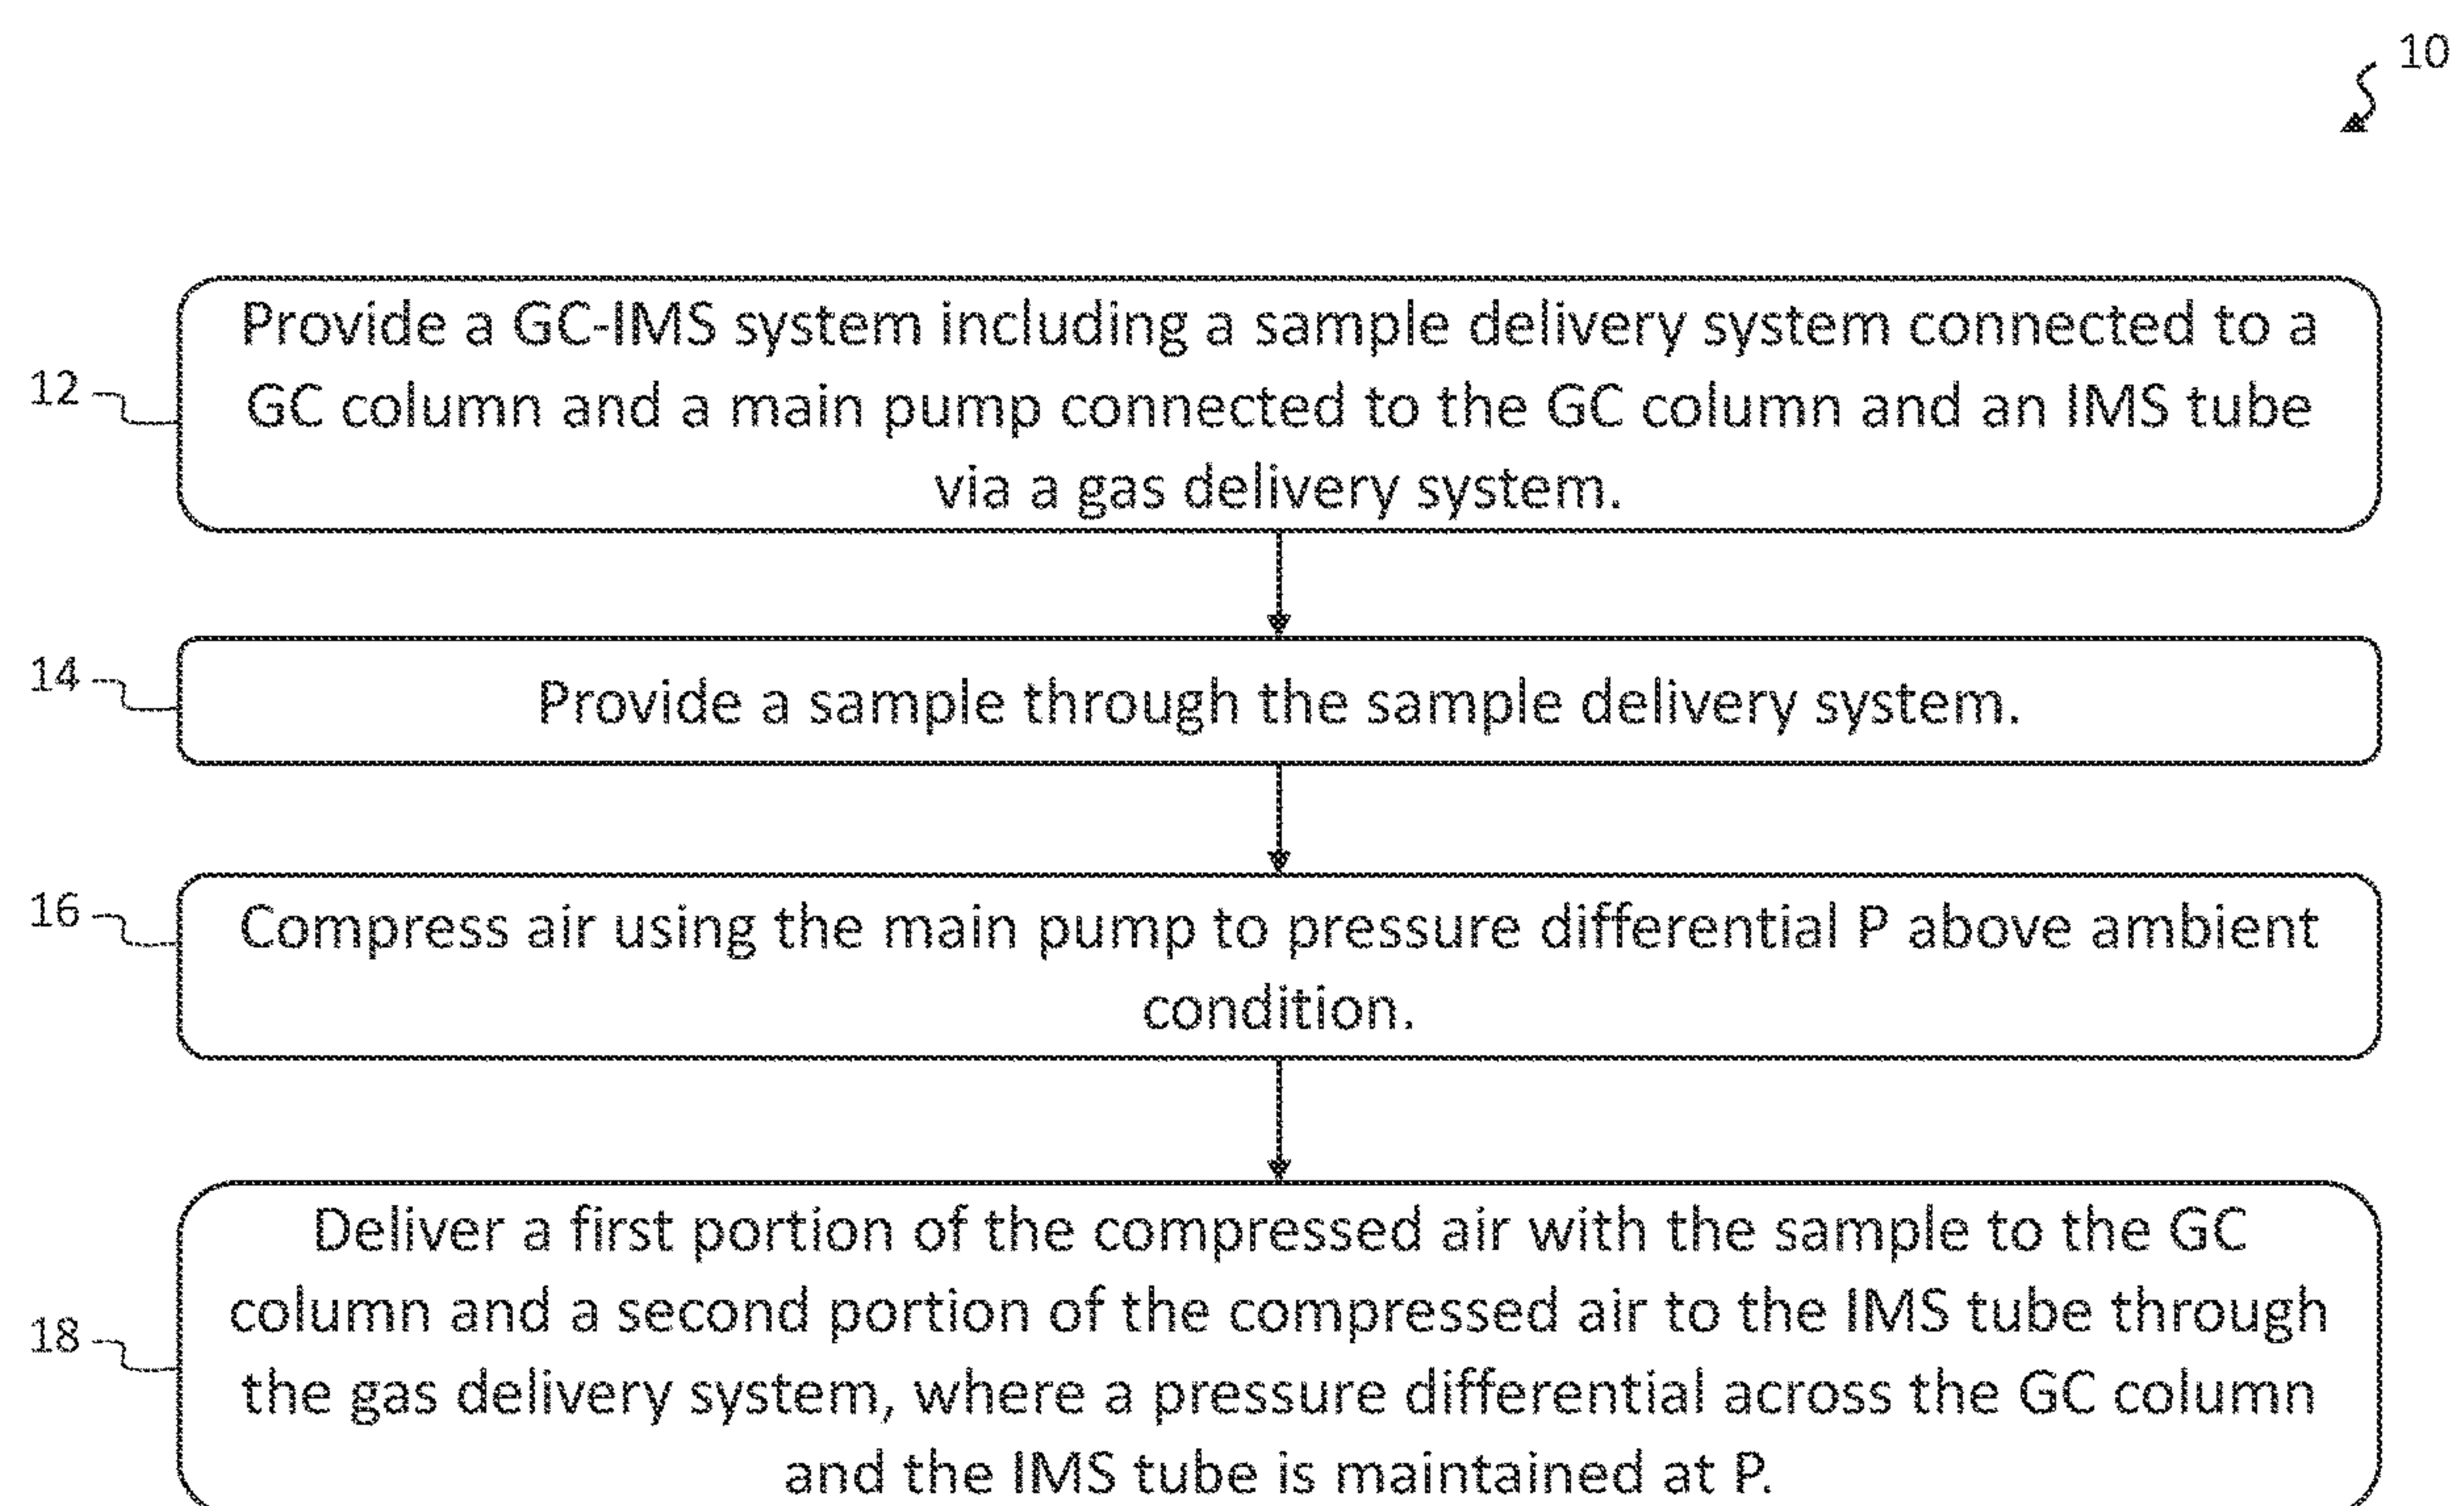 10
Provide a GC-IMS system including a sample delivery system connected to a
12
GC column and a main pump connected to the GC column and an IMS tube
via a gas delivery system.
14
Provide a sample through the sample delivery system.
16
Compress air using the main pump to pressure differential P above ambient
condition.
Deliver a first portion of the compressed air with the sample to the GC
column and a second portion of the compressed air to the IMS tube through
18
the gas delivery system, where a pressure differential across the GC column
and the IMS tube is maintained at P.